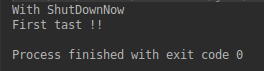 With ShutDownNow
First tast !!
Process finished with exit code 0